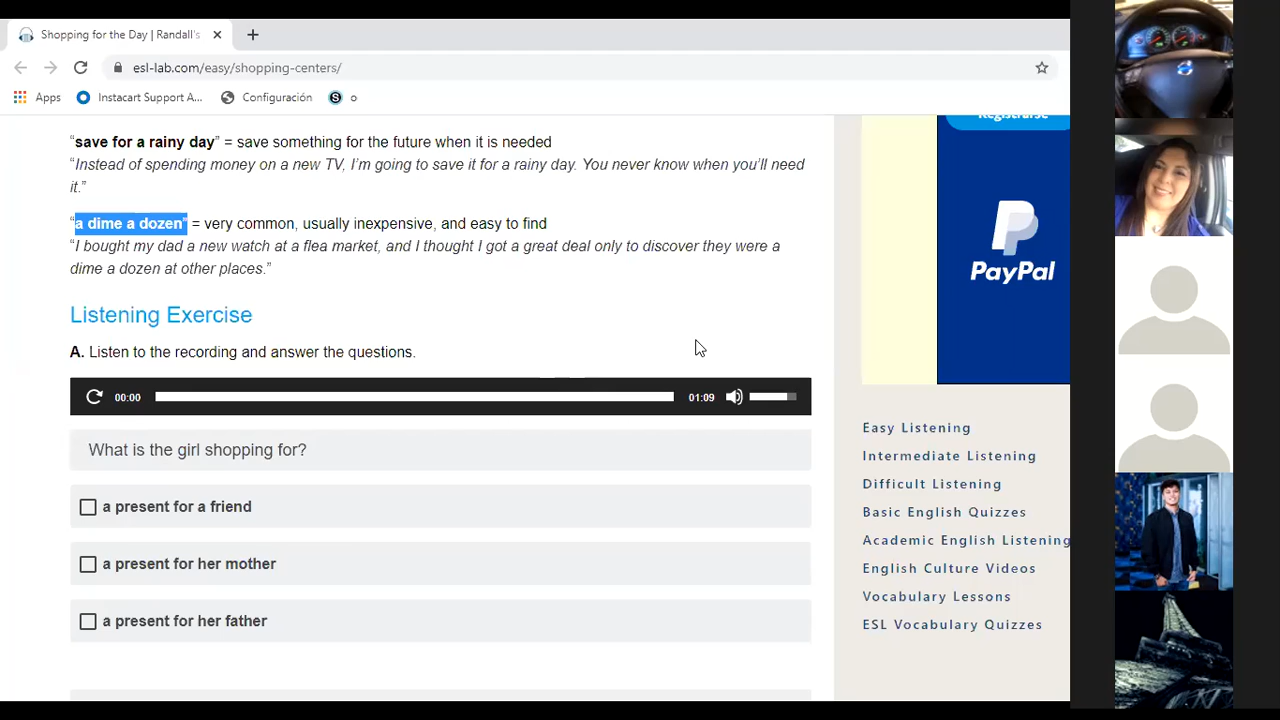 Shopping for the Day | Randall's
esl-lab.com/easy/shopping-centers/
Apps Instacart Support A... Configuración S o
“save for a rainy day” = save something for the future when it is needed
“Instead of spending money on a new TV, I’m going to save it for a rainy day. You never know when you’ll need
it.”
“a dime a dozen” = very common, usually inexpensive, and easy to find
“I bought my dad a new watch at a flea market, and I thought I got a great deal only to discover they were a
dime a dozen at other places.”
Listening Exercise
A. Listen to the recording and answer the questions.
00:00 01:09
What is the girl shopping for?
a present for a friend
a present for her mother
a present for her father
Registrarse
PayPal
Easy Listening
Intermediate Listening
Difficult Listening
Basic English Quizzes
Academic English Listening
English Culture Videos
Vocabulary Lessons
ESL Vocabulary Quizzes